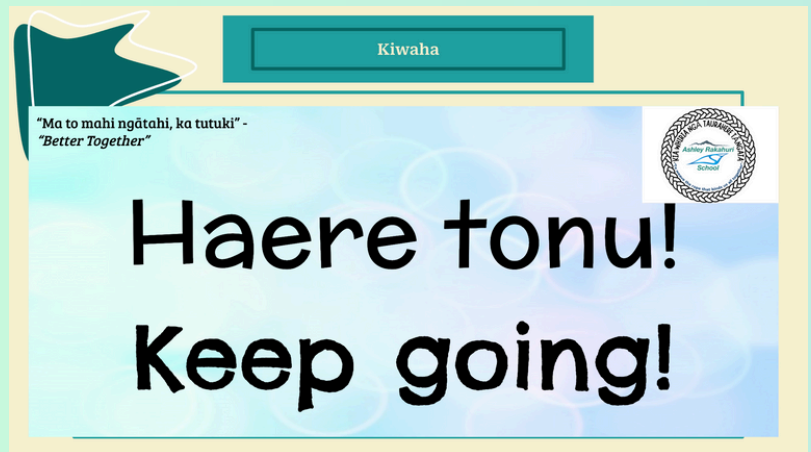 Kiwaha
“Ma to mahi ngātahi, ka tutuki” -
“Better Together”
Ashley Rakahuri
School
Haere tonu!
Keep going!